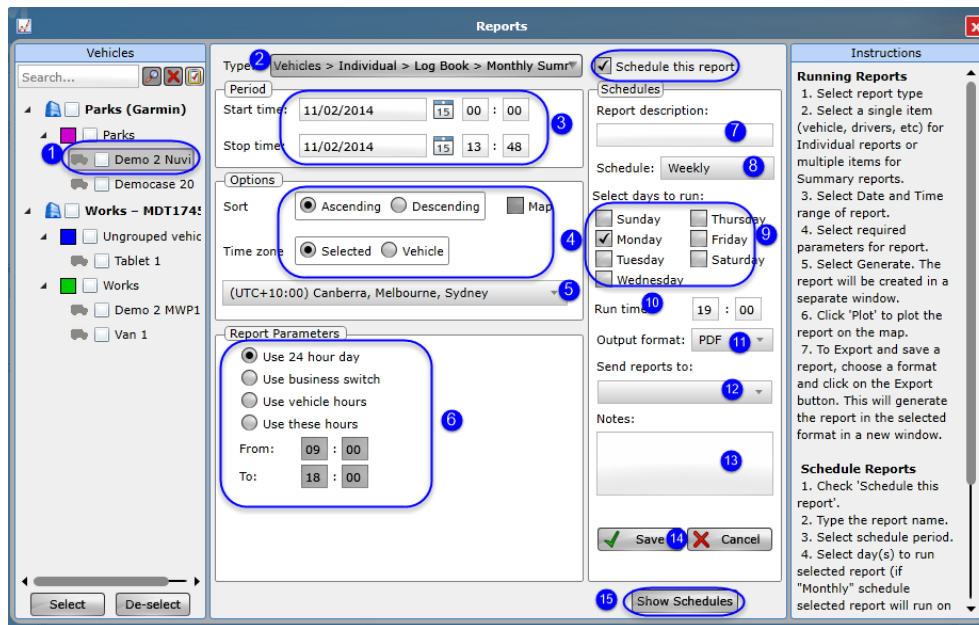 Reports
Vehicles
Search...
Parks (Garmin)
Parks
1
Demo 2 Nuvi
Democase 20
Works – MDT1745
Ungrouped vehic
Tablet 1
Works
Demo 2 MWP1
Van 1
Select
De-select
Type 2 Vehicles > Individual > Log Book > Monthly Sumr
Period
Start time: 11/02/2014 15 00 : 00
3
Stop time: 11/02/2014 15 13 : 48
Options
Sort Ascending Descending Map
4
Time zone Selected Vehicle
(UTC+10:00) Canberra, Melbourne, Sydney 5
Report Parameters
Use 24 hour day
Use business switch
Use vehicle hours
Use these hours
6
From: 09 : 00
To: 18 : 00
Schedule this report
Schedules
Report description:
7
Schedule: Weekly 8
Select days to run:
Sunday Thursday
Monday Friday 9
Tuesday Saturday
Wednesday
10
Run time 19 : 00
Output format: PDF 11
Send reports to:
12
Notes:
13
Save 14 Cancel
15 Show Schedules
Instructions
Running Reports
1. Select report type
2. Select a single item
(vehicle, drivers, etc) for
Individual reports or
multiple items for
Summary reports.
3. Select Date and Time
range of report.
4. Select required
parameters for report.
5. Select Generate. The
report will be created in a
separate window.
6. Click 'Plot' to plot the
report on the map.
7. To Export and save a
report, choose a format
and click on the Export
button. This will generate
the report in the selected
format in a new window.
Schedule Reports
1. Check 'Schedule this
report'.
2. Type the report name.
3. Select schedule period.
4. Select day(s) to run
selected report (if
"Monthly" schedule
selected report will run on